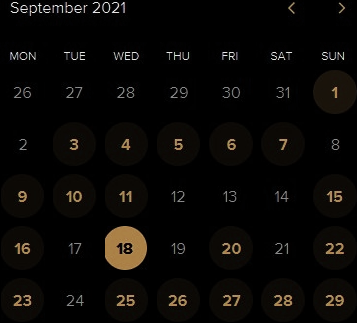 September 2021
MON TUE WED THU FRI SAT SUN
26 27 28 29 30 31 1
2 3 4 5 6 7 8
9 10 11 12 13 14 15
16 17 18 19 20 21 22
23 24 25 26 27 28 29